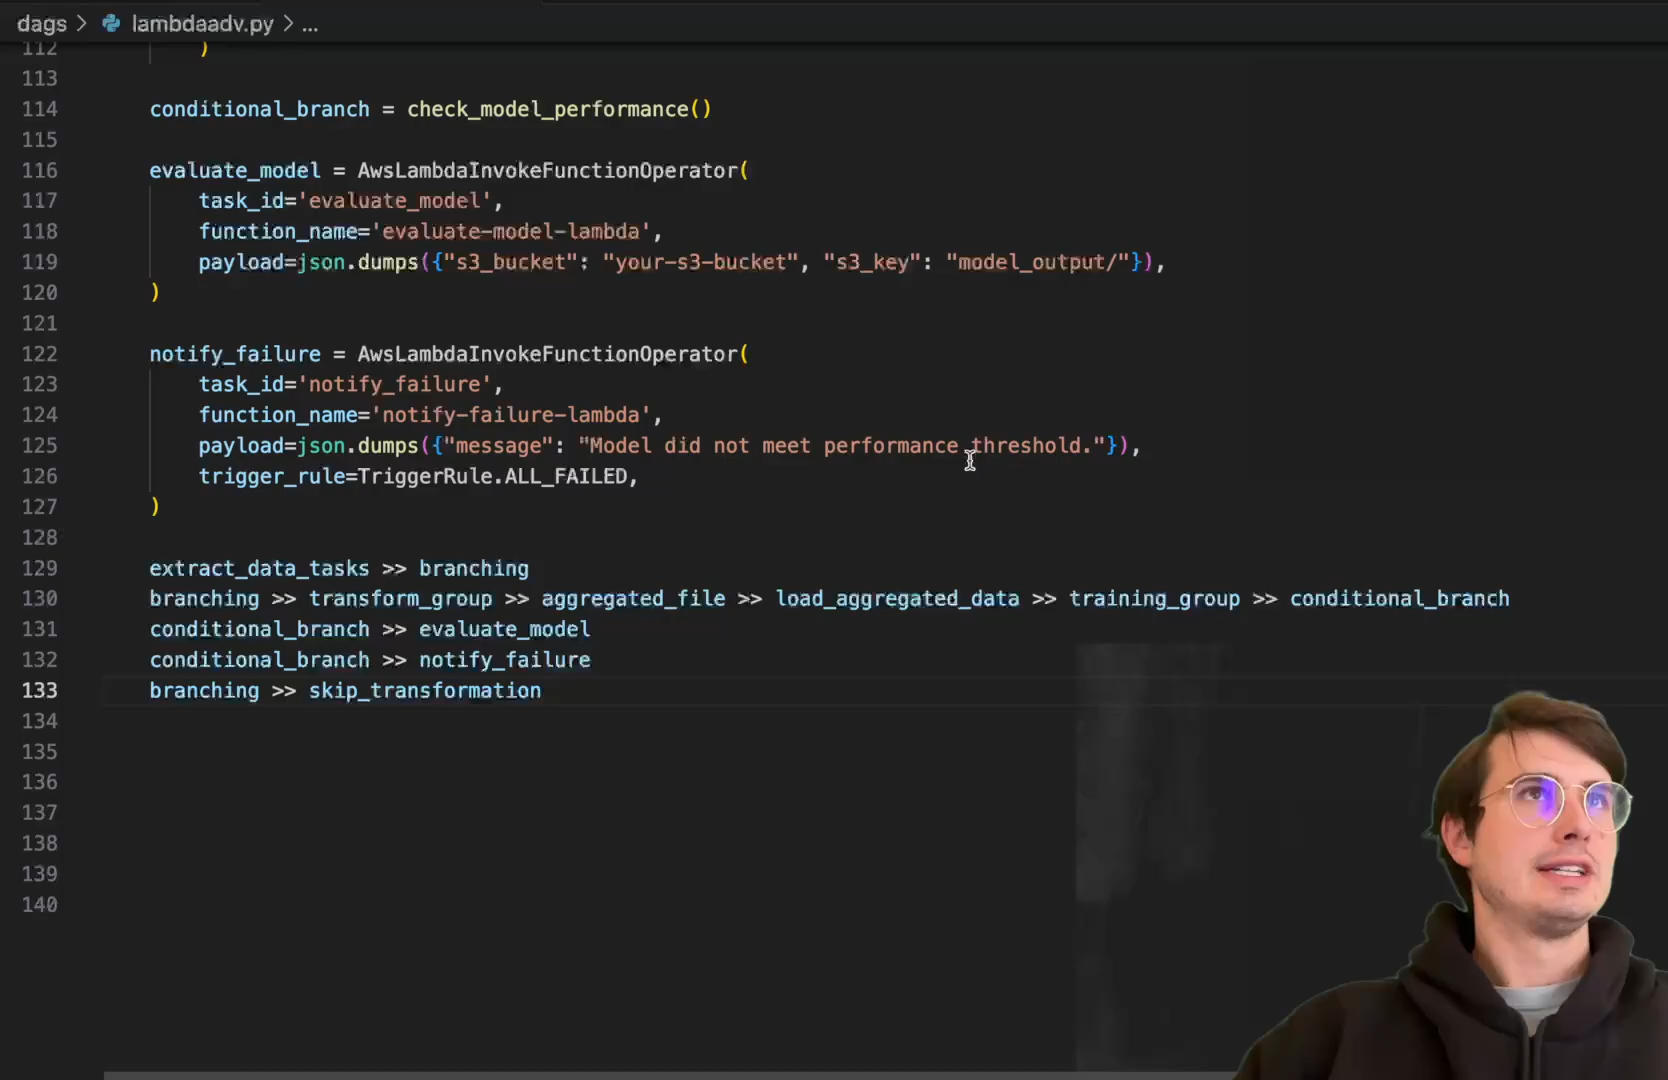 dags > lambdaadv.py > ...
112 )
113
114 conditional_branch = check_model_performance()
115
116 evaluate_model = AwsLambdaInvokeFunctionOperator(
117 task_id='evaluate_model',
118 function_name='evaluate-model-lambda',
119 payload=json.dumps({"s3_bucket": "your-s3-bucket", "s3_key": "model_output/"}),
120 )
121
122 notify_failure = AwsLambdaInvokeFunctionOperator(
123 task_id='notify_failure',
124 function_name='notify-failure-lambda',
125 payload=json.dumps({"message": "Model did not meet performance threshold."}),
126 trigger_rule=TriggerRule.ALL_FAILED,
127 )
128
129 extract_data_tasks >> branching
130 branching >> transform_group >> aggregated_file >> load_aggregated_data >> training_group >> conditional_branch
131 conditional_branch >> evaluate_model
132 conditional_branch >> notify_failure
133 branching >> skip_transformation
134
135
136
137
138
139
140